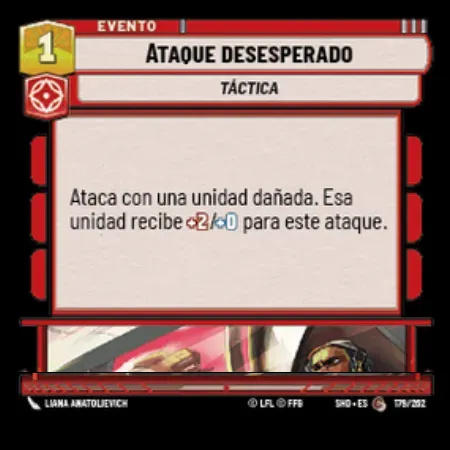 EVENTO
1
ATAQUE DESESPERADO
TÁCTICA
Ataca con una unidad dañada. Esa
unidad recibe +2/+0 para este ataque.
LIANA ANATOLIEVICH
© LFL © FFG
SHD • ES
179/262